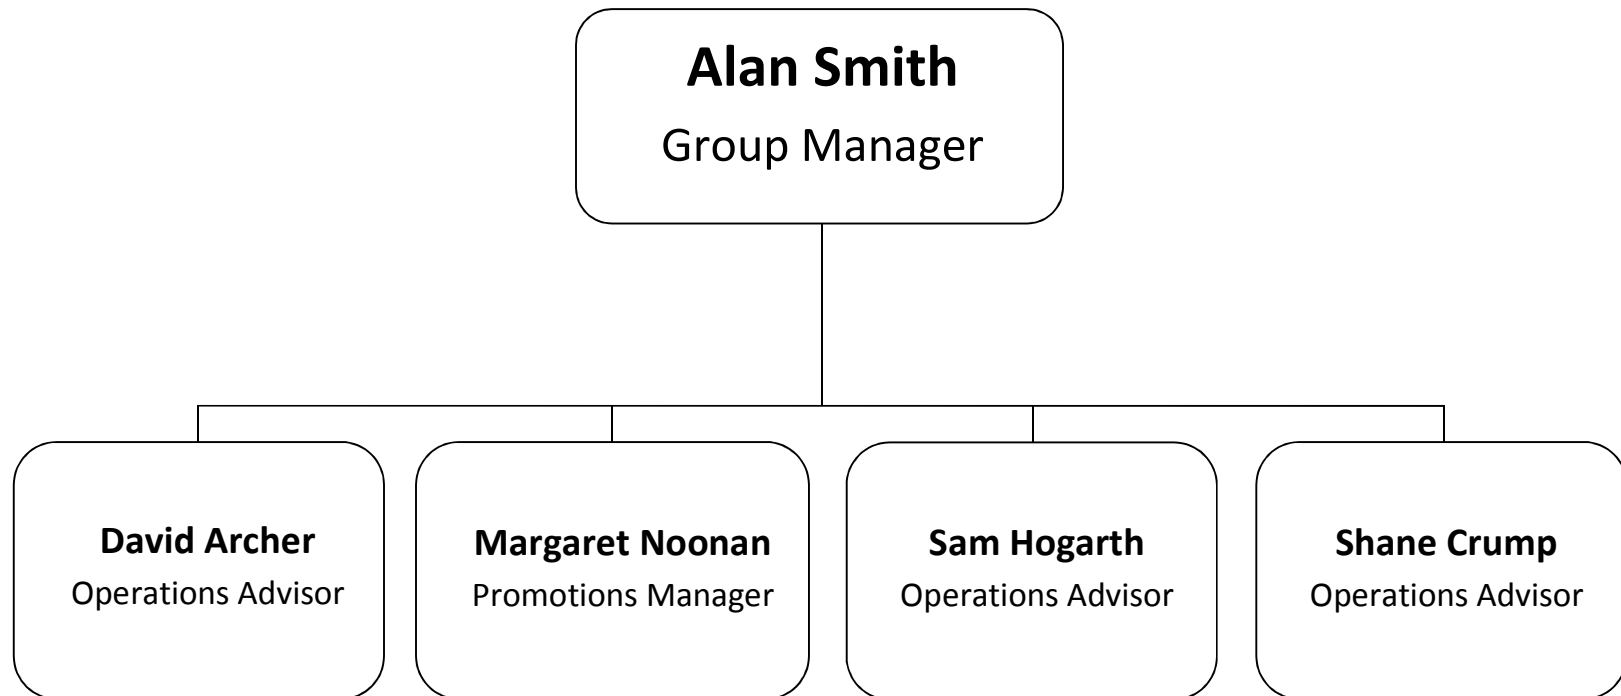 Alan Smith
Group Manager
David Archer
Operations Advisor
Margaret Noonan
Promotions Manager
Sam Hogarth
Operations Advisor
Shane Crump
Operations Advisor